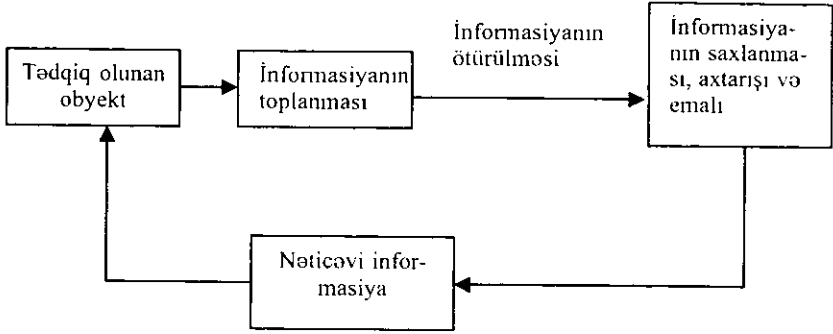 Tədqiq olunan
obyekt
İnformasiyanın
toplanması
İnformasiyanın
ötürülməsi
İnformasiya-
nın saxlanma-
sı, axtarışı və
emalı
Nəticəvi infor-
masiya